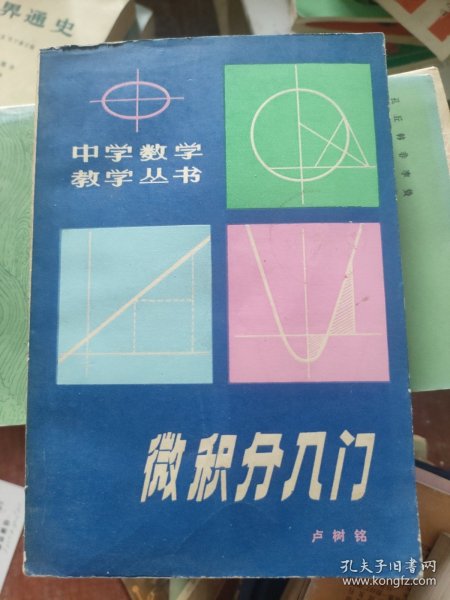 界通史
中学数学
教学丛书
微积分入门
卢树铭
孔夫子旧书网
www.kongfz.com